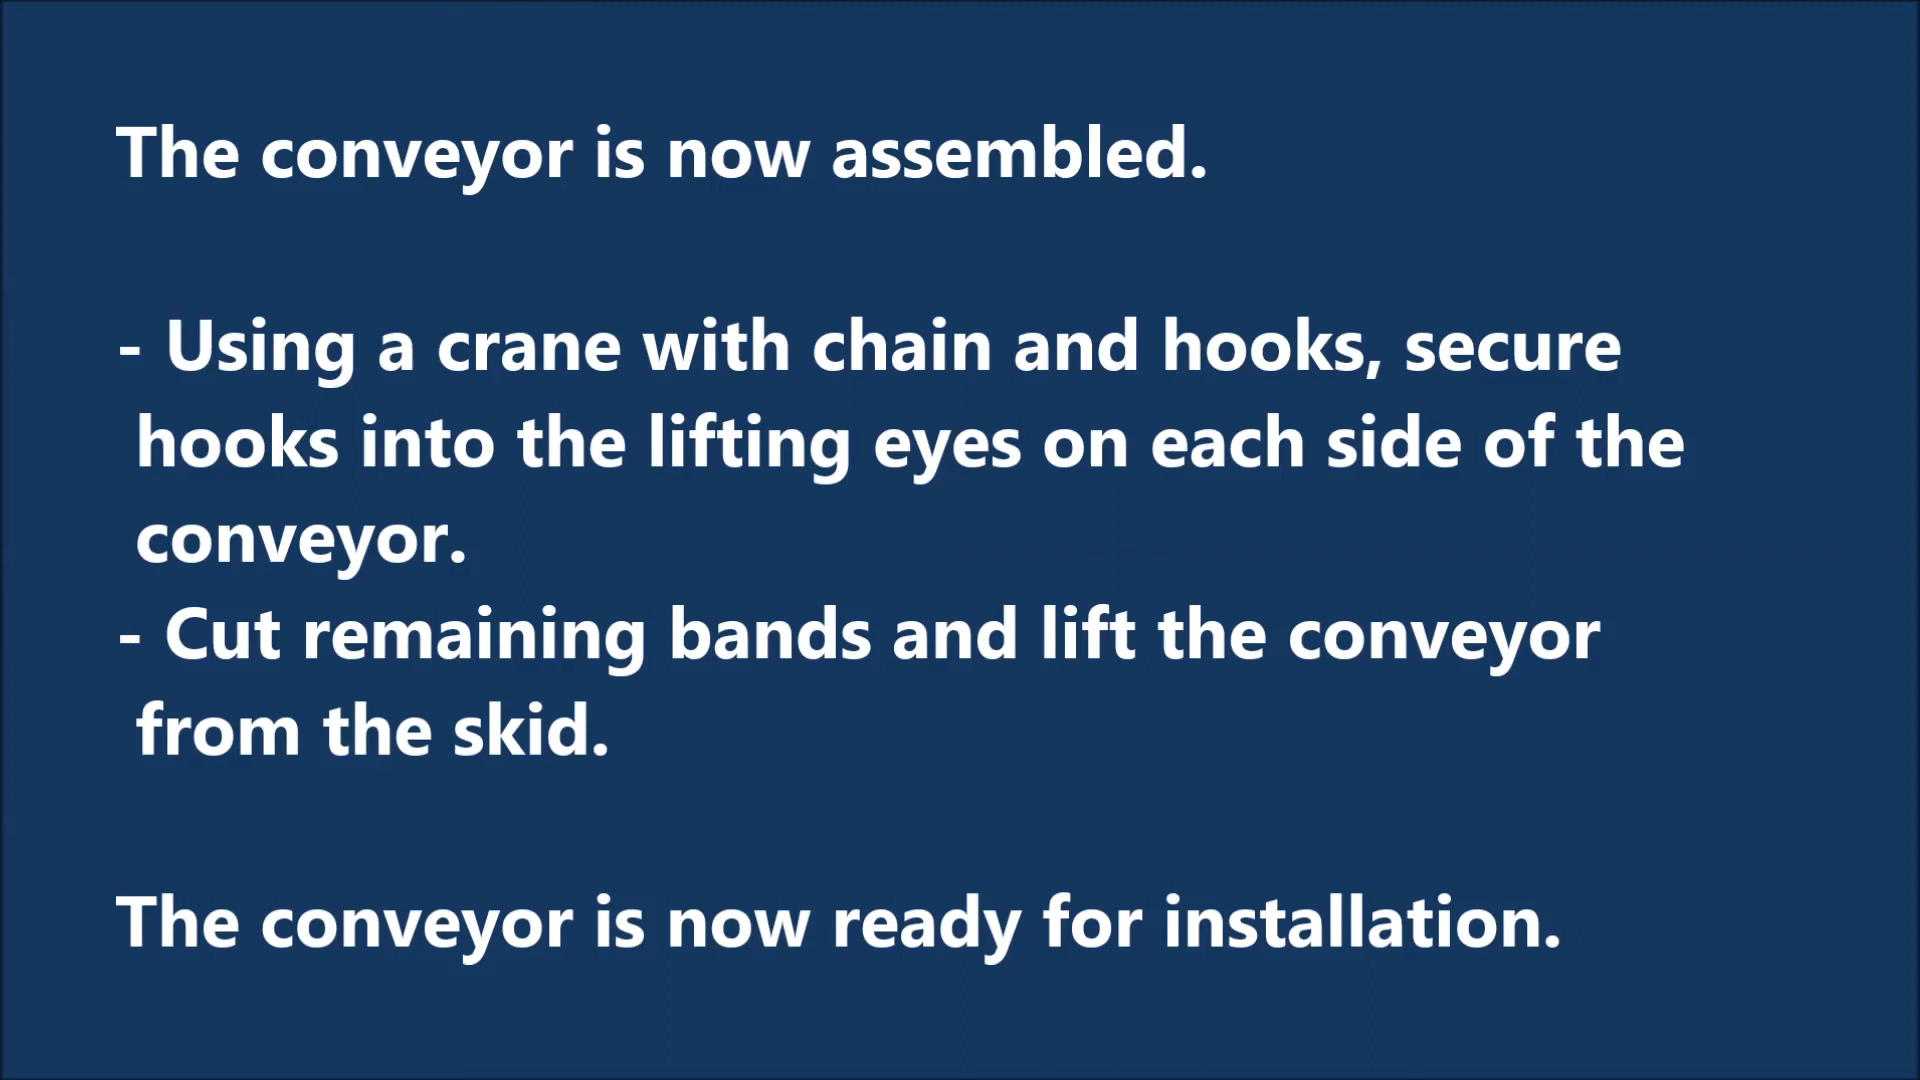 The conveyor is now assembled.
- Using a crane with chain and hooks, secure
hooks into the lifting eyes on each side of the
conveyor.
- Cut remaining bands and lift the conveyor
from the skid.
The conveyor is now ready for installation.